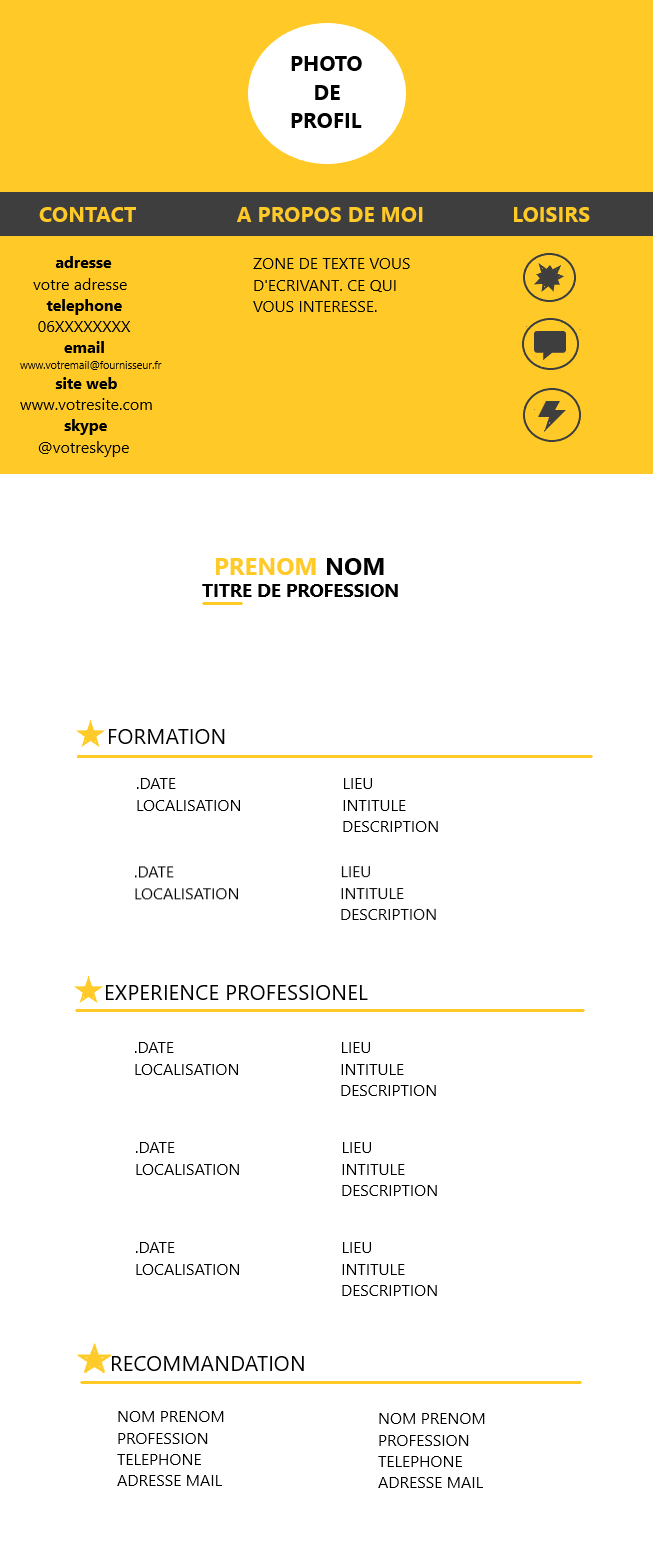 PHOTO
DE
PROFIL
CONTACT
A PROPOS DE MOI
LOISIRS
adresse
votre adresse
telephone
06XXXXXXXX
email
www.votremail@fournisseur.fr
site web
www.votresite.com
skype
@votreskype
ZONE DE TEXTE VOUS
D'ECRIVANT. CE QUI
VOUS INTERESSE.
PRENOM NOM
TITRE DE PROFESSION
FORMATION
.DATE
LOCALISATION
LIEU
INTITULE
DESCRIPTION
.DATE
LOCALISATION
LIEU
INTITULE
DESCRIPTION
EXPERIENCE PROFESSIONEL
.DATE
LOCALISATION
LIEU
INTITULE
DESCRIPTION
.DATE
LOCALISATION
LIEU
INTITULE
DESCRIPTION
.DATE
LOCALISATION
LIEU
INTITULE
DESCRIPTION
RECOMMANDATION
NOM PRENOM
PROFESSION
TELEPHONE
ADRESSE MAIL
NOM PRENOM
PROFESSION
TELEPHONE
ADRESSE MAIL